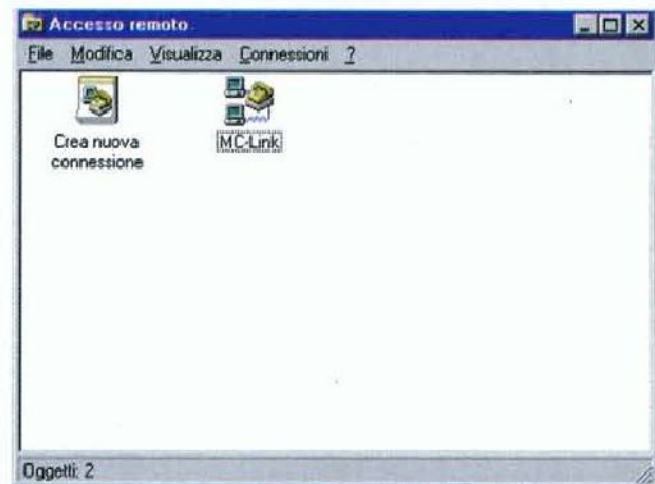 Accesso remoto
File Modifica Visualizza Connessioni ?
Crea nuova
connessione
MC-Link
Oggetti: 2